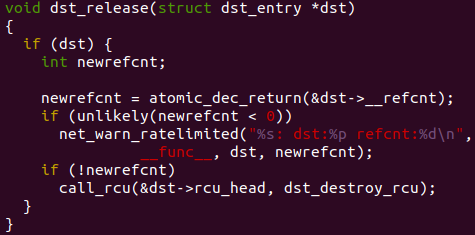 void dst_release(struct dst_entry *dst)
{
  if (dst) {
    int newrefcnt;

    newrefcnt = atomic_dec_return(&dst->__refcnt);
    if (unlikely(newrefcnt < 0))
      net_warn_ratelimited("%s: dst:%p refcnt:%d\n",
               __func__, dst, newrefcnt);
    if (!newrefcnt)
      call_rcu(&dst->rcu_head, dst_destroy_rcu);
  }
}